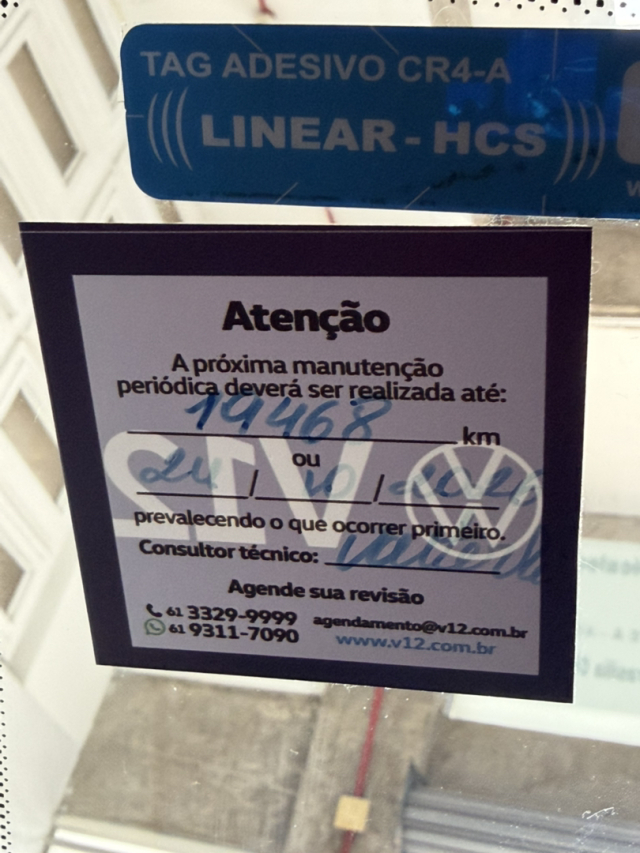 TAG ADESIVO CR4-A
LINEAR - HCS
Atenção
A próxima manutenção
periódica deverá ser realizada até:
19468 km
ou
24 / 10 / 2026
prevalecendo o que ocorrer primeiro.
Consultor técnico:
Agende sua revisão
61 3329-9999 agendamento@v12.com.br
61 9311-7090 www.v12.com.br